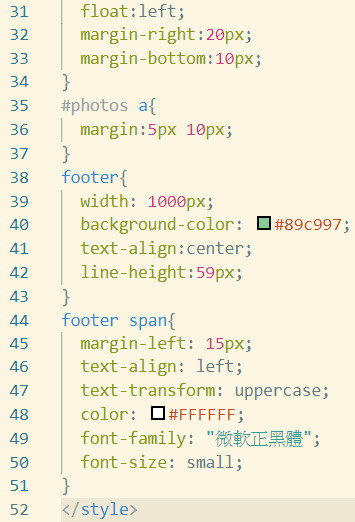 31 float:left;
32 margin-right:20px;
33 margin-bottom:10px;
34 }
35 #photos a{
36 margin:5px 10px;
37 }
38 footer{
39 width: 1000px;
40 background-color: #89c997;
41 text-align:center;
42 line-height:59px;
43 }
44 footer span{
45 margin-left: 15px;
46 text-align: left;
47 text-transform: uppercase;
48 color: #FFFFFF;
49 font-family: "微軟正黑體";
50 font-size: small;
51 }
52 </style>